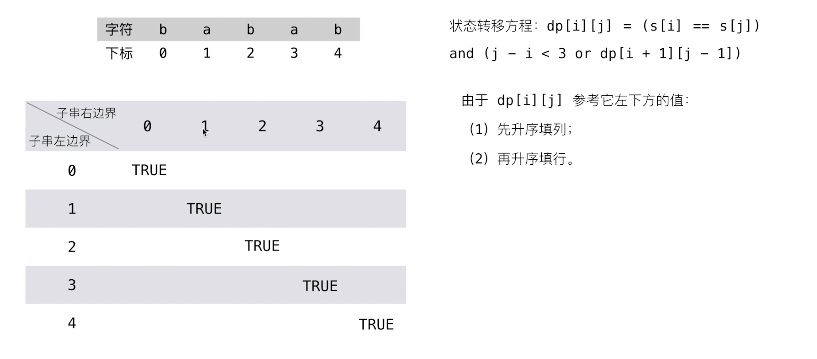 字符 b a b a b
下标 0 1 2 3 4
状态转移方程：dp[i][j] = (s[i] == s[j])
and (j - i < 3 or dp[i + 1][j - 1])
由于 dp[i][j] 参考它左下方的值：
（1）先升序填列；
（2）再升序填行。
子串右边界 0 1 2 3 4
子串左边界
0 TRUE
1 TRUE
2 TRUE
3 TRUE
4 TRUE